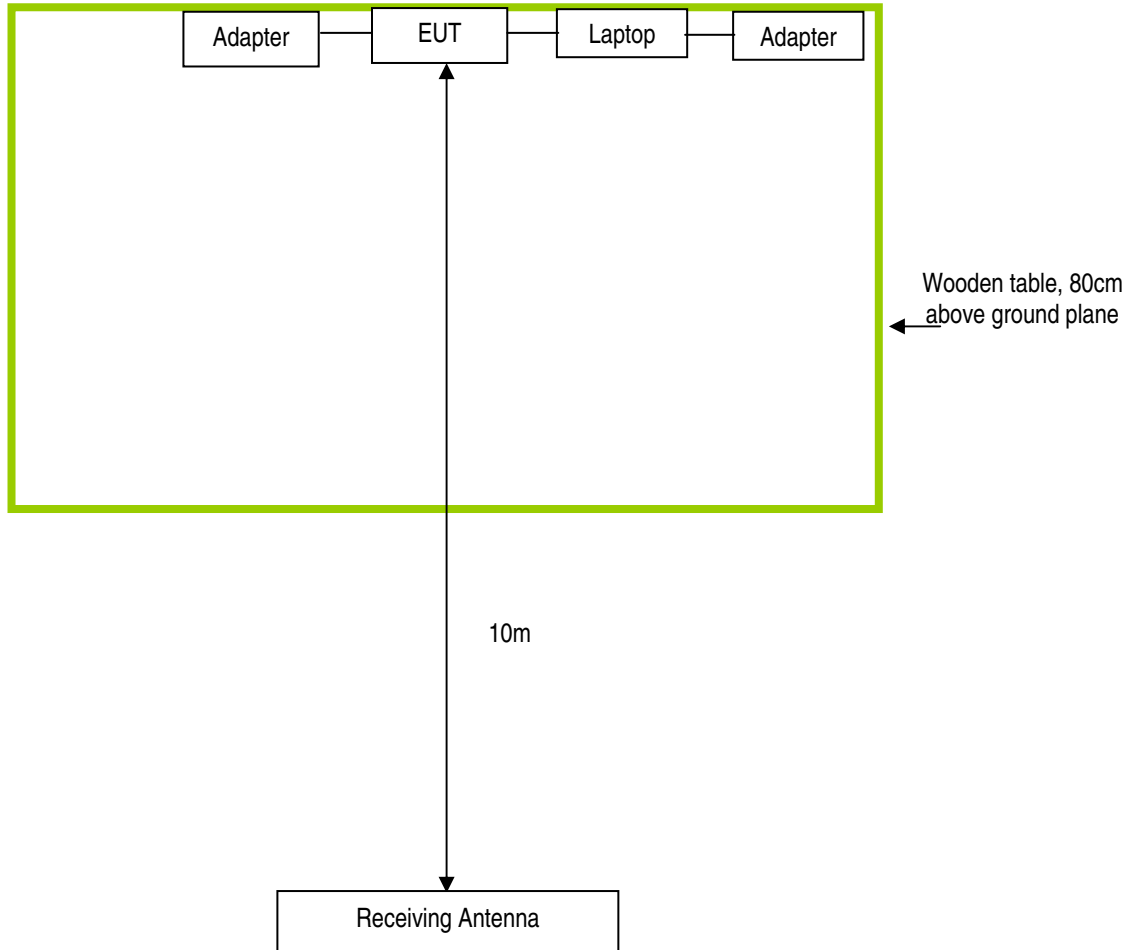 Adapter
EUT
Laptop
Adapter
Wooden table, 80cm
above ground plane
10m
Receiving Antenna